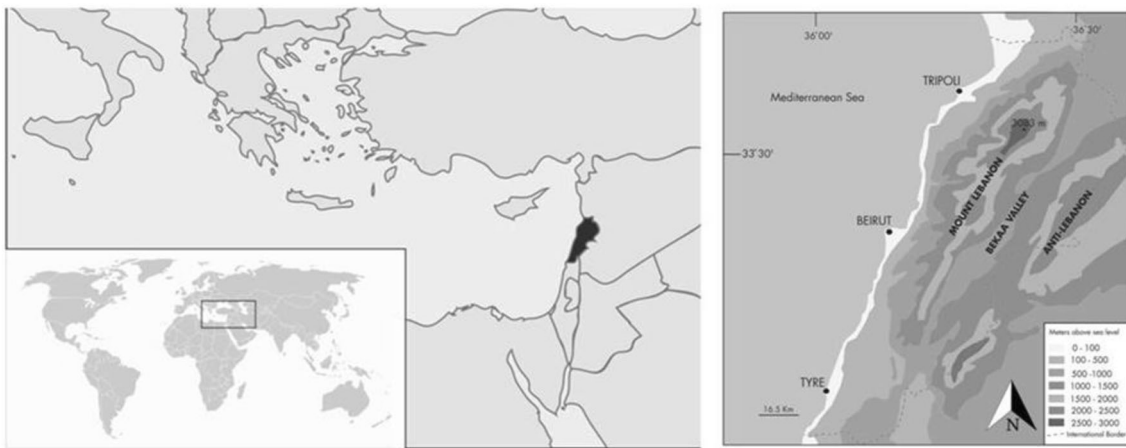 36'00
36'30
TRIPOLI
Mediterranean Sea
3083 m
33'30
MOUNT LEBANON
BEKAA VALLEY
ANTI-LEBANON
BEIRUT
Meters above sea level
0 - 100
100 - 500
500 -1000
1000 - 1500
1500 - 2000
2000 - 2500
2500 - 3000
International Border
TYRE
16.5 Km
N